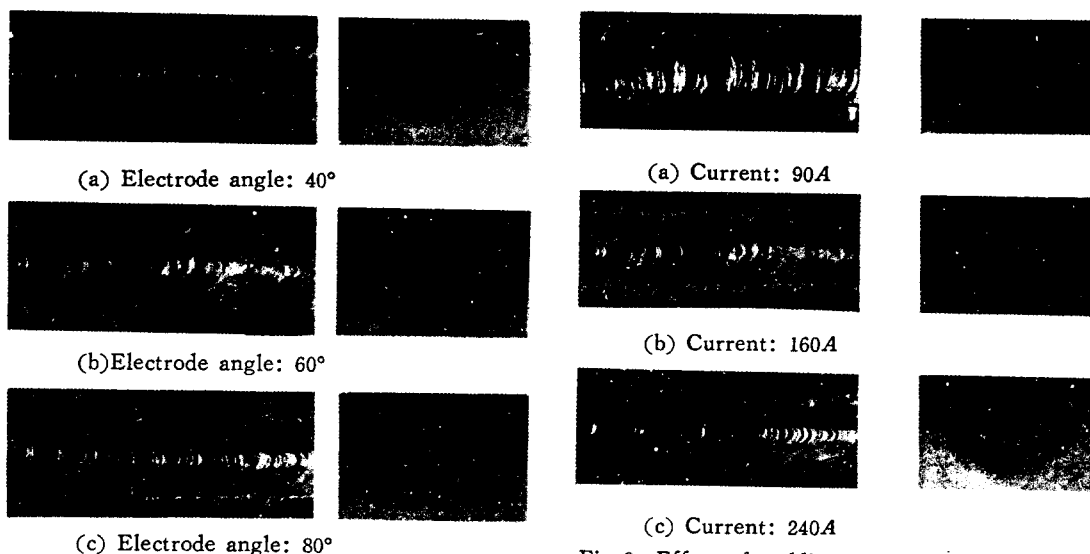 (a) Electrode angle: 40°
(b)Electrode angle: 60°
(c) Electrode angle: 80°
(a) Current: 90A
(b) Current: 160A
(c) Current: 240A